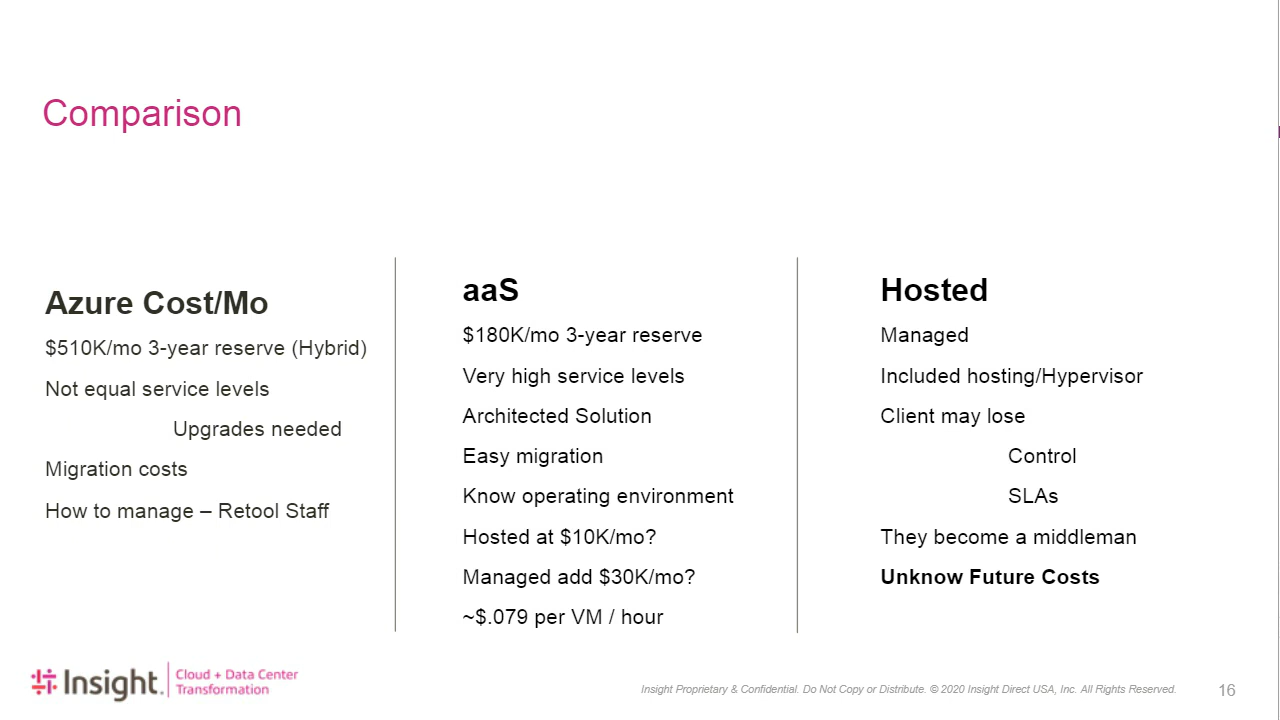 Comparison
Azure Cost/Mo
$510K/mo 3-year reserve (Hybrid)
Not equal service levels
Upgrades needed
Migration costs
How to manage – Retool Staff
aaS
$180K/mo 3-year reserve
Very high service levels
Architected Solution
Easy migration
Know operating environment
Hosted at $10K/mo?
Managed add $30K/mo?
~$.079 per VM / hour
Hosted
Managed
Included hosting/Hypervisor
Client may lose
Control
SLAs
They become a middleman
Unknow Future Costs
Insight.
Cloud + Data Center
Transformation
Insight Proprietary & Confidential. Do Not Copy or Distribute. © 2020 Insight Direct USA, Inc. All Rights Reserved.
16